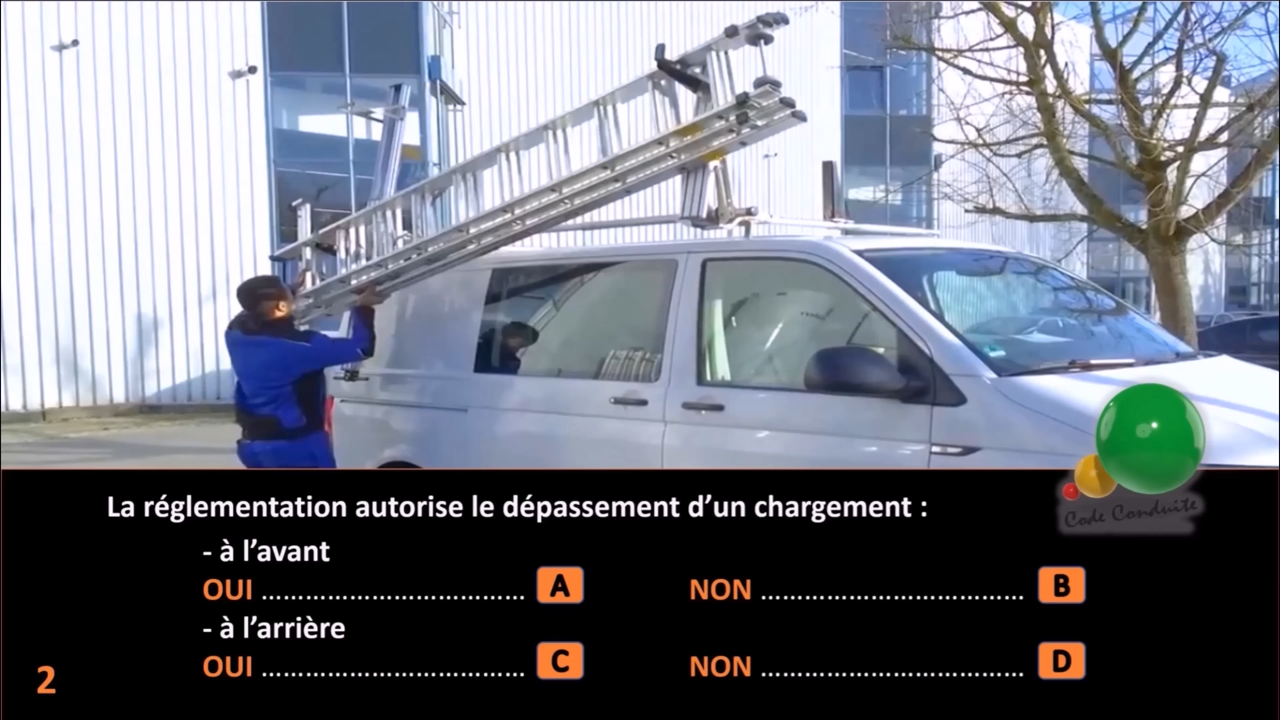 La réglementation autorise le dépassement d’un chargement :
- à l’avant
OUI ....................................... A NON ....................................... B
- à l’arrière
OUI ....................................... C NON ....................................... D
2
Code Conduite